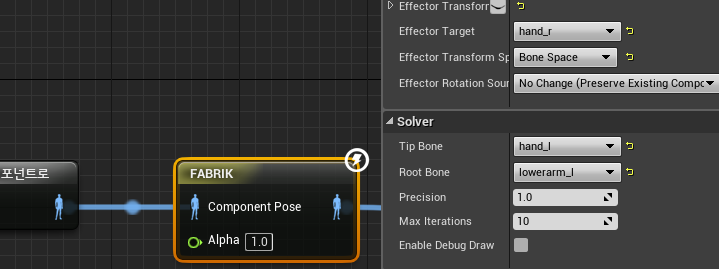 Effector Transforr
Effector Target
hand_r
Effector Transform Sp
Bone Space
Effector Rotation Sour
No Change (Preserve Existing Compo
Solver
Tip Bone
hand_l
Root Bone
lowerarm_l
Precision
1.0
Max Iterations
10
Enable Debug Draw
포넌트로
FABRIK
Component Pose
Alpha
1.0